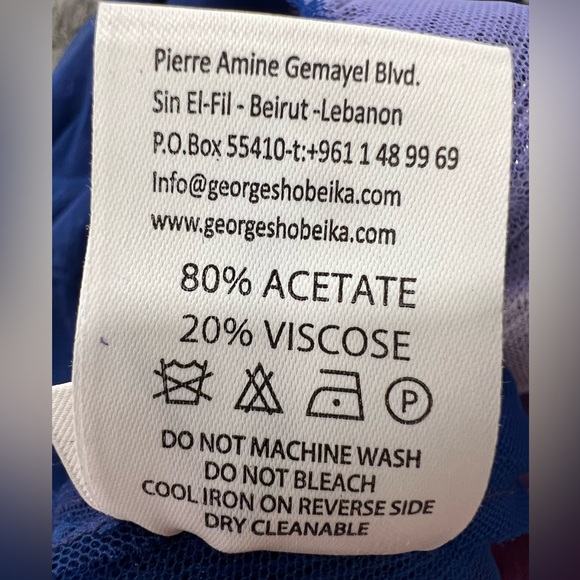 Pierre Amine Gemayel Blvd.
Sin El-Fil - Beirut -Lebanon
P.O.Box 55410-t:+961 1 48 99 69
Info@georgeshobeika.com
www.georgeshobeika.com
80% ACETATE
20% VISCOSE
P
DO NOT MACHINE WASH
DO NOT BLEACH
COOL IRON ON REVERSE SIDE
DRY CLEANABLE